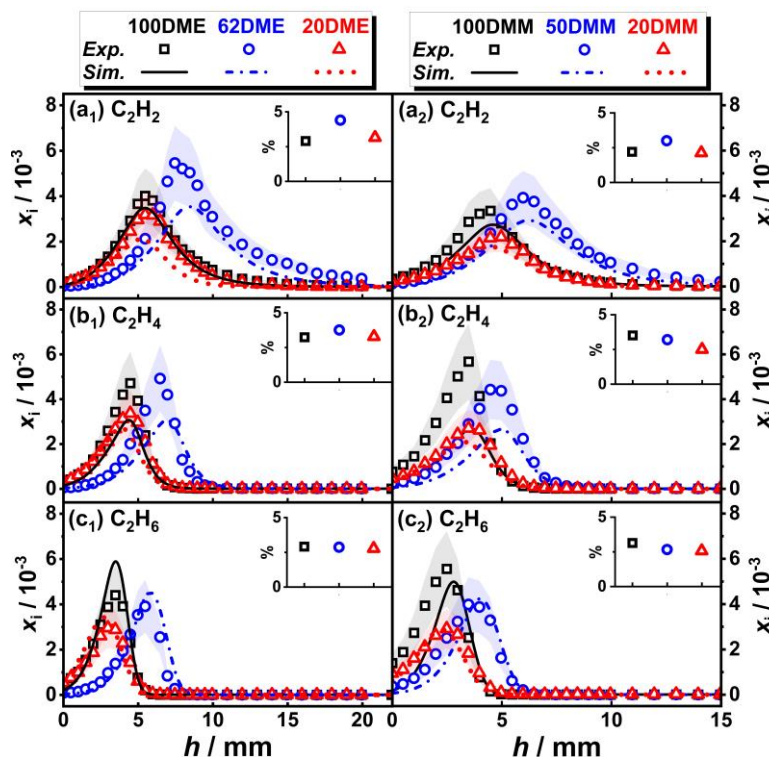 100DME 62DME 20DME
Exp.
Sim.
100DMM 50DMM 20DMM
Exp.
Sim.
(a₁) C₂H₂
(a₂) C₂H₂
(b₁) C₂H₄
(b₂) C₂H₄
(c₁) C₂H₆
(c₂) C₂H₆
xᵢ / 10⁻³
xᵢ / 10⁻³
xᵢ / 10⁻³
xᵢ / 10⁻³
xᵢ / 10⁻³
xᵢ / 10⁻³
8
6
4
2
0
8
6
4
2
0
6
4
2
0
6
4
2
0
6
4
2
0
6
4
2
0
5
%
0
5
%
0
5
%
0
5
%
0
5
%
0
5
%
0
0 5 10 15 20
0 5 10 15
h / mm
h / mm